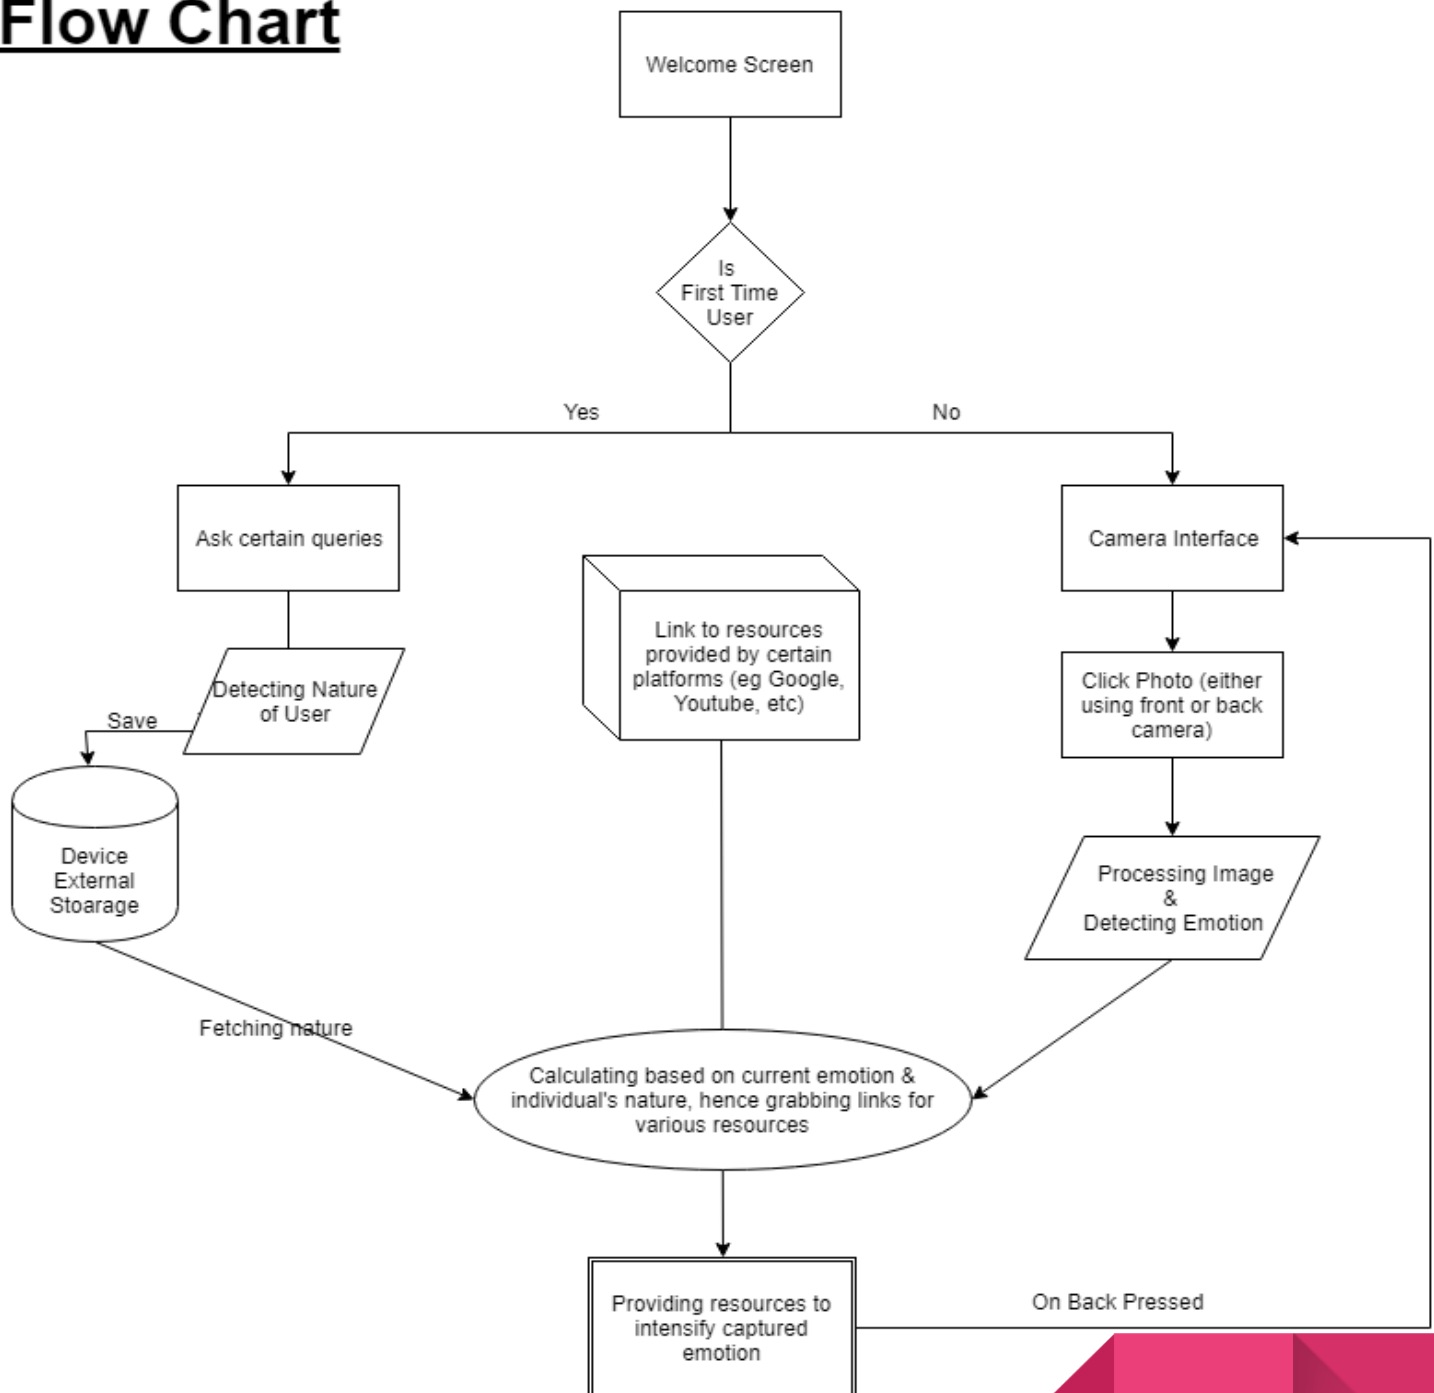 Flow Chart
Welcome Screen
Is
First Time
User
Yes
No
Ask certain queries
Camera Interface
Link to resources
provided by certain
platforms (eg Google,
Youtube, etc)
Detecting Nature
of User
Click Photo (either
using front or back
camera)
Save
Device
External
Stoarage
Processing Image
&
Detecting Emotion
Fetching nature
Calculating based on current emotion &
individual's nature, hence grabbing links for
various resources
Providing resources to
intensify captured
emotion
On Back Pressed